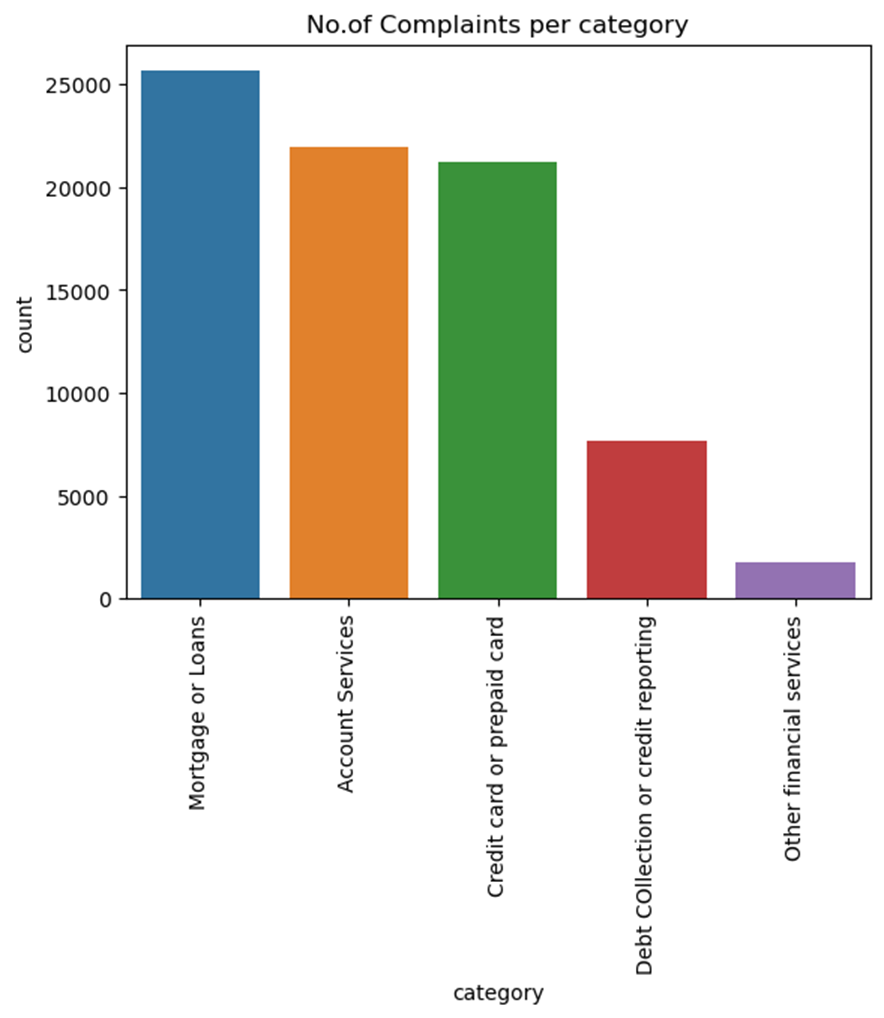 No.of Complaints per category
25000
20000
15000
10000
5000
0
count
Mortgage or Loans
Account Services
Credit card or prepaid card
Debt COllection or credit reporting
Other financial services
category